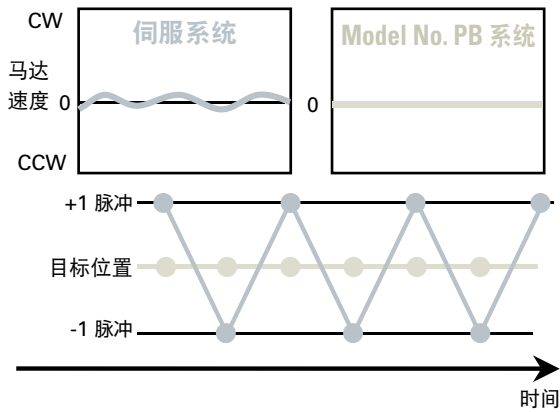 CW
伺服系统
Model No. PB 系统
马达
速度 0
0
CCW
+1 脉冲
目标位置
-1 脉冲
时间